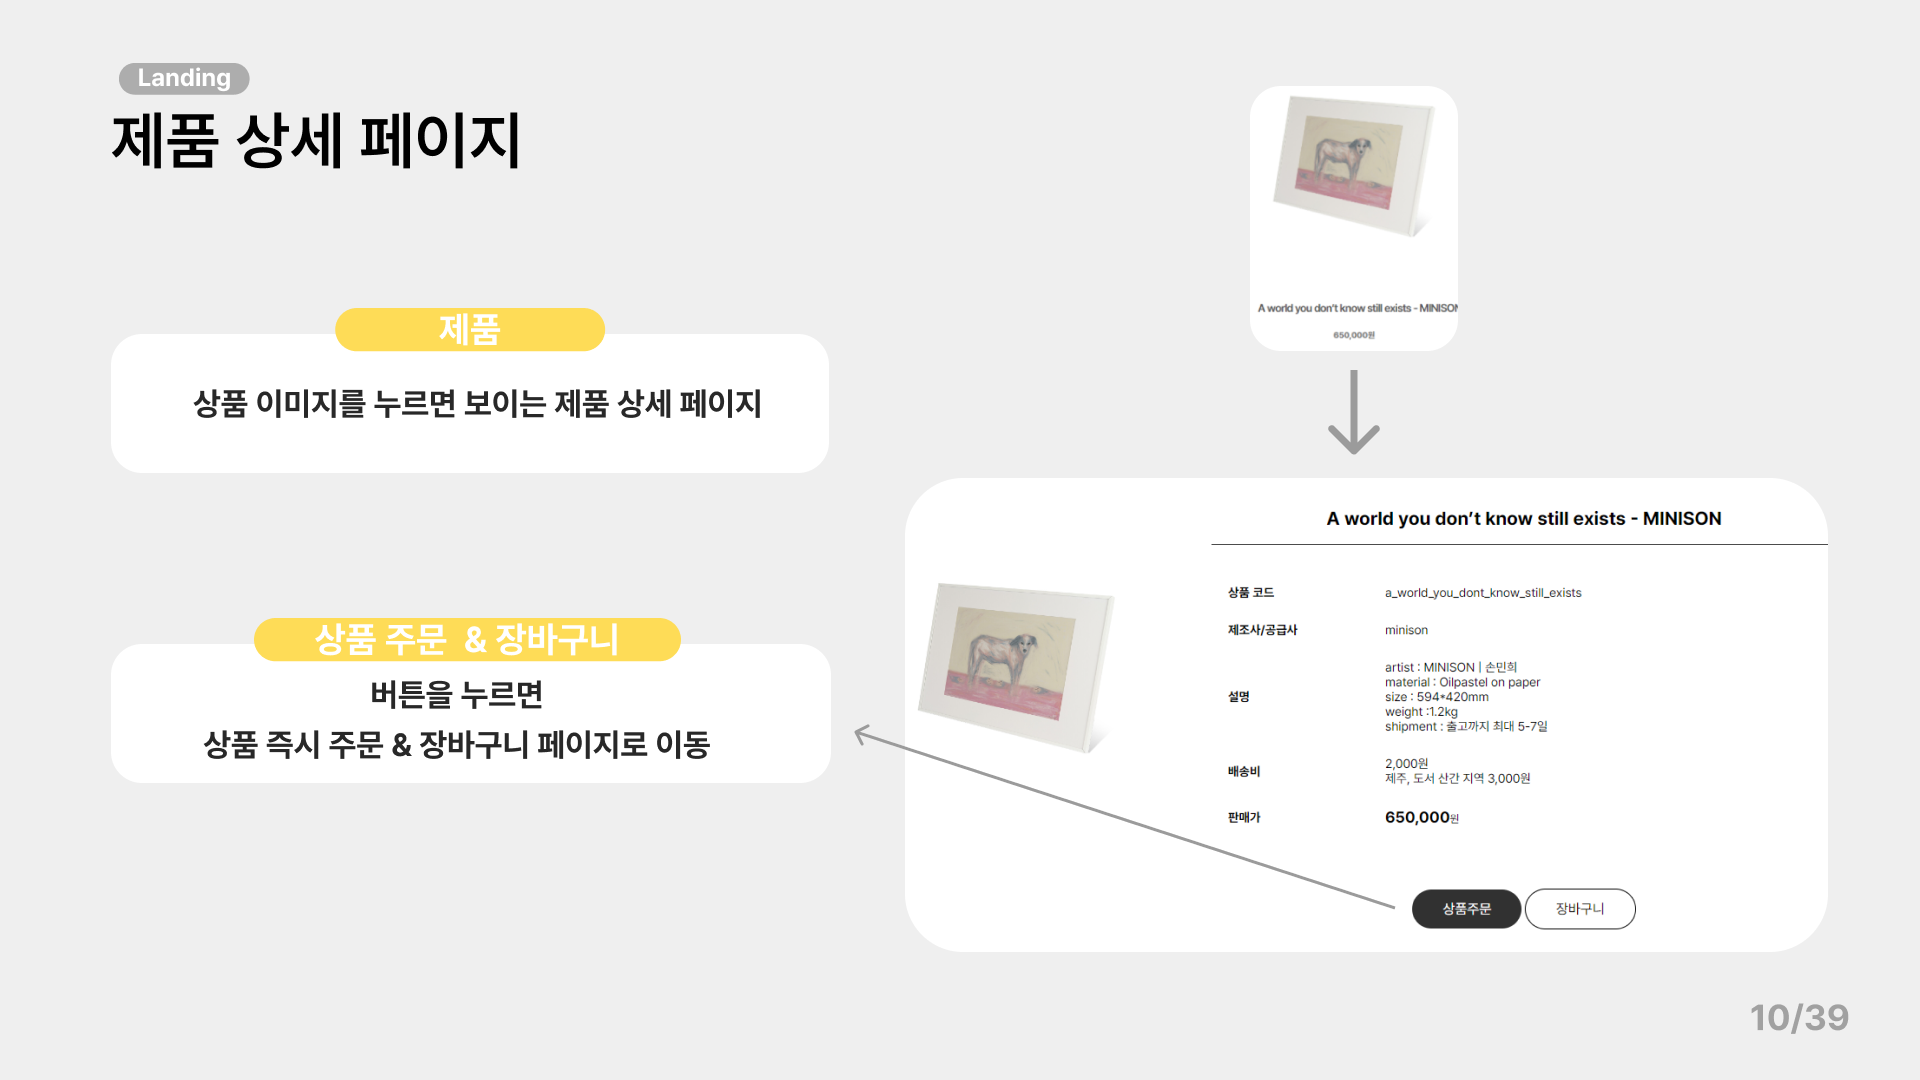 Landing
제품 상세 페이지
제품
상품 이미지를 누르면 보이는 제품 상세 페이지
상품 주문 & 장바구니
버튼을 누르면
상품 즉시 주문 & 장바구니 페이지로 이동
A world you don't know still exists - MINISON
650,000원
A world you don't know still exists - MINISON
상품 코드 a_world_you_dont_know_still_exists
제조사/공급사 minison
설명
artist : MINISON | 손민희
material : Oilpastel on paper
size : 594*420mm
weight :1.2kg
shipment : 출고까지 최대 5-7일
배송비
2,000원
제주, 도서 산간 지역 3,000원
판매가 650,000원
상품주문 장바구니
10/39